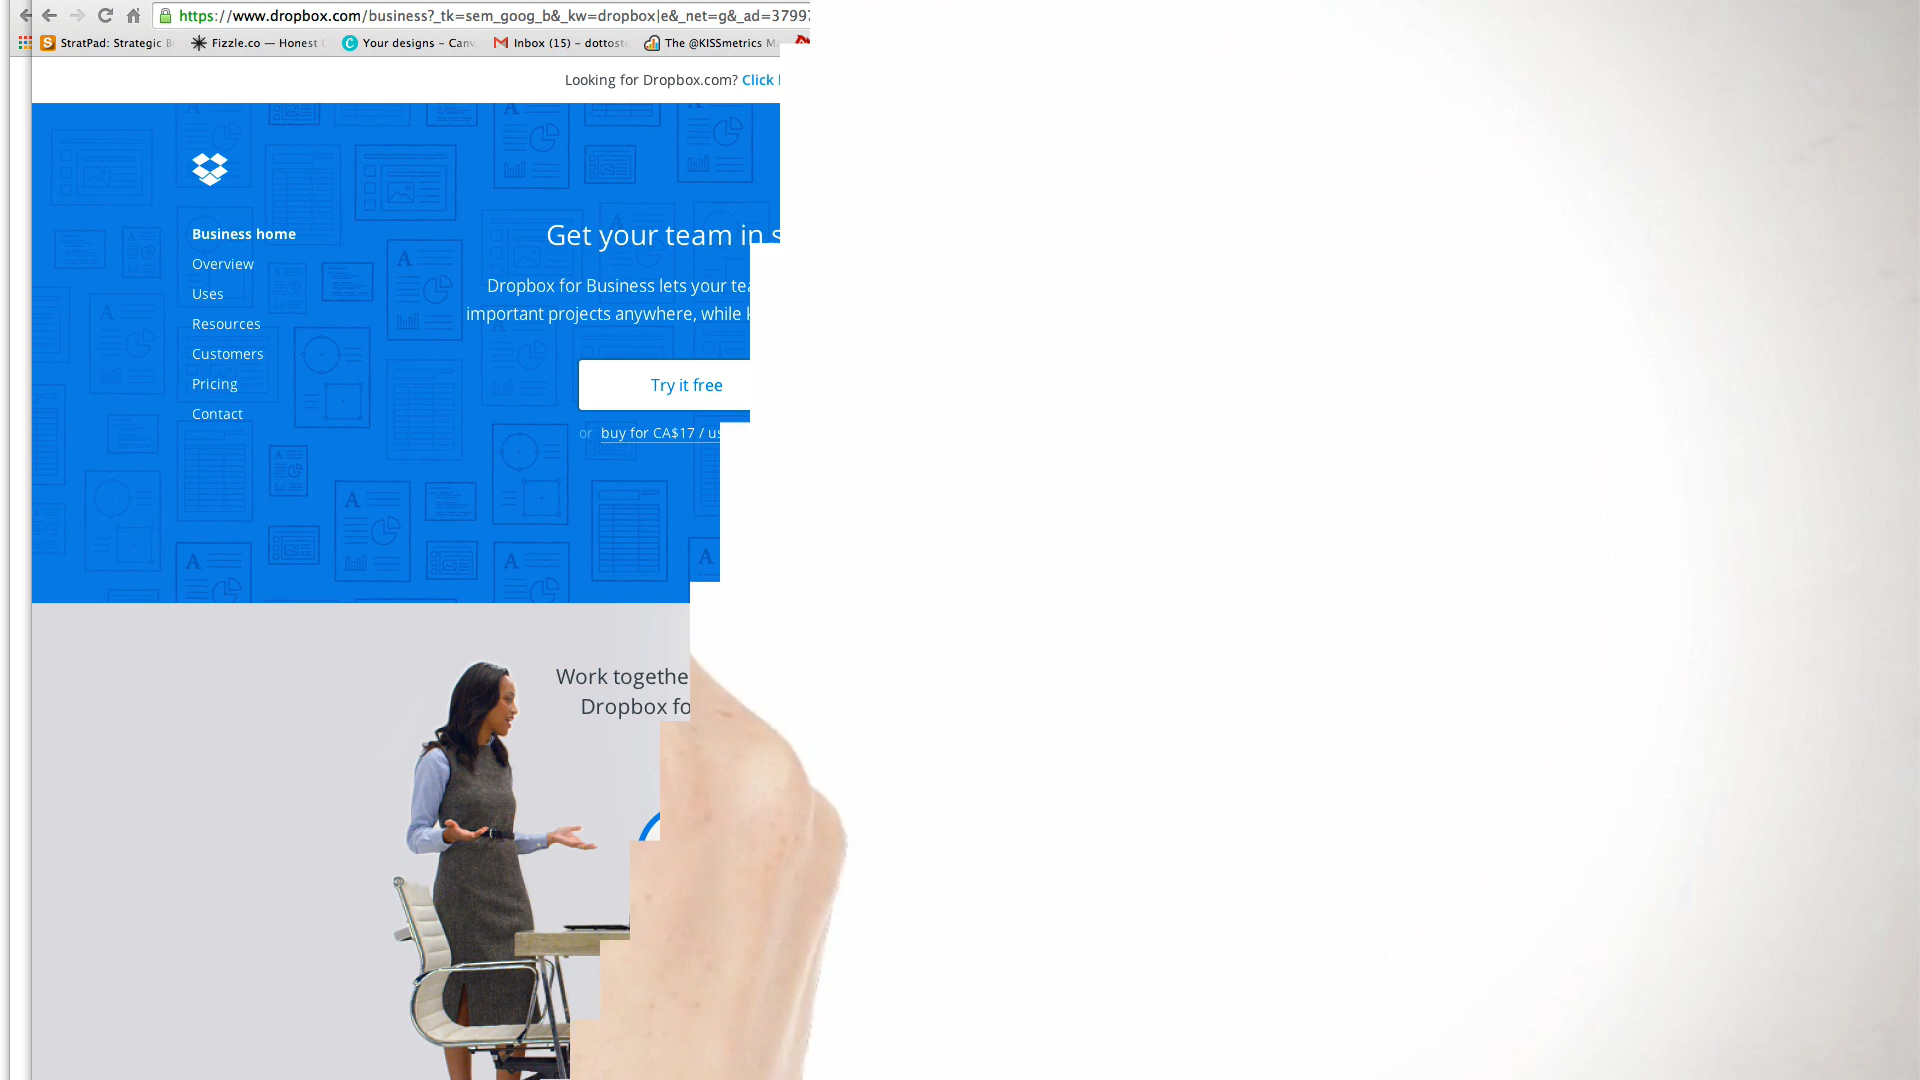 https://www.dropbox.com/business?_tk=sem_goog_b&_kw=dropbox|e&_net=g&_ad=3799
StratPad: Strategic B
Fizzle.co — Honest
Your designs – Can
Inbox (15) – dottost
The @KISSmetrics M
Looking for Dropbox.com? Click
Business home
Overview
Uses
Resources
Customers
Pricing
Contact
Get your team in s
Dropbox for Business lets your tea
important projects anywhere, while k
Try it free
or buy for CA$17 / us
Work togethe
Dropbox fo